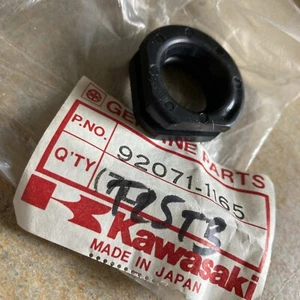 GENUINE PARTS
P.NO. 92071-1165
Q'TY
Kawasaki
MADE IN JAPAN